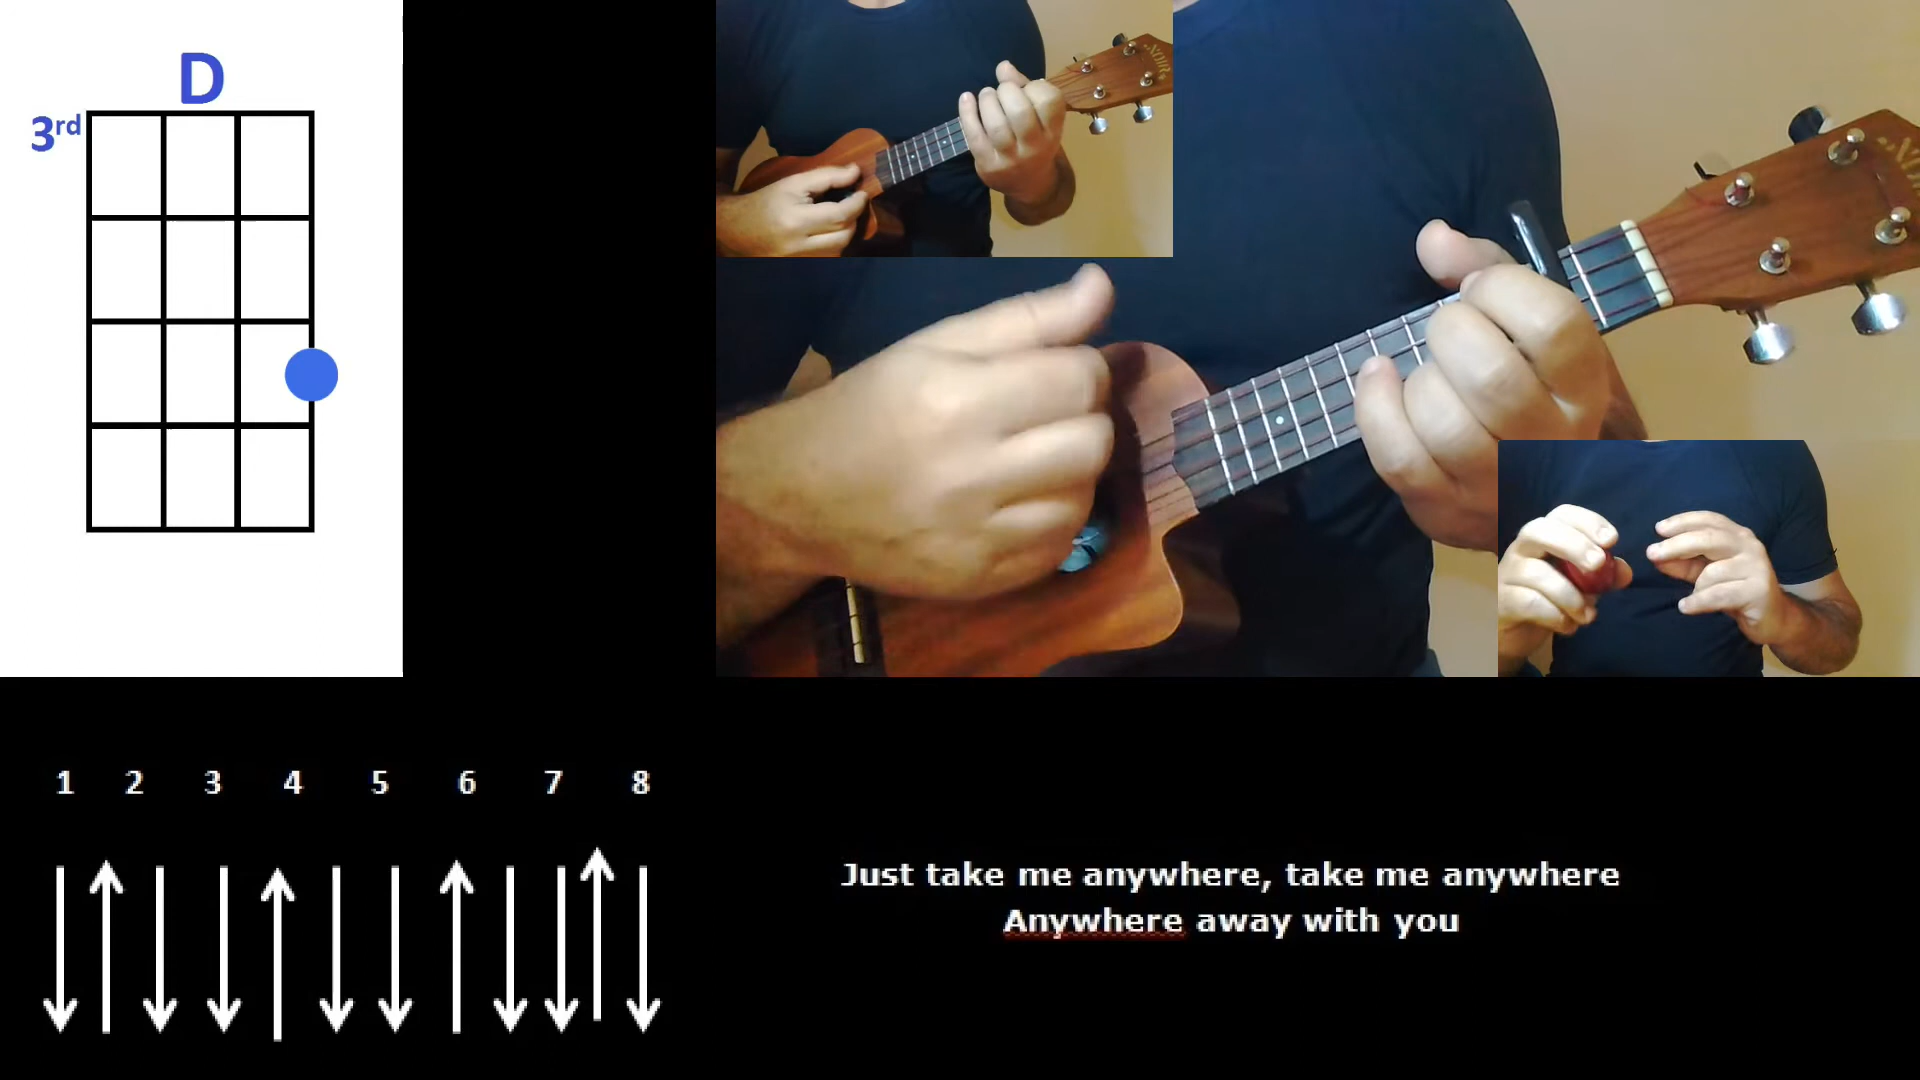 D
3rd
NOIR
1 2 3 4 5 6 7 8
Just take me anywhere, take me anywhere
Anywhere away with you